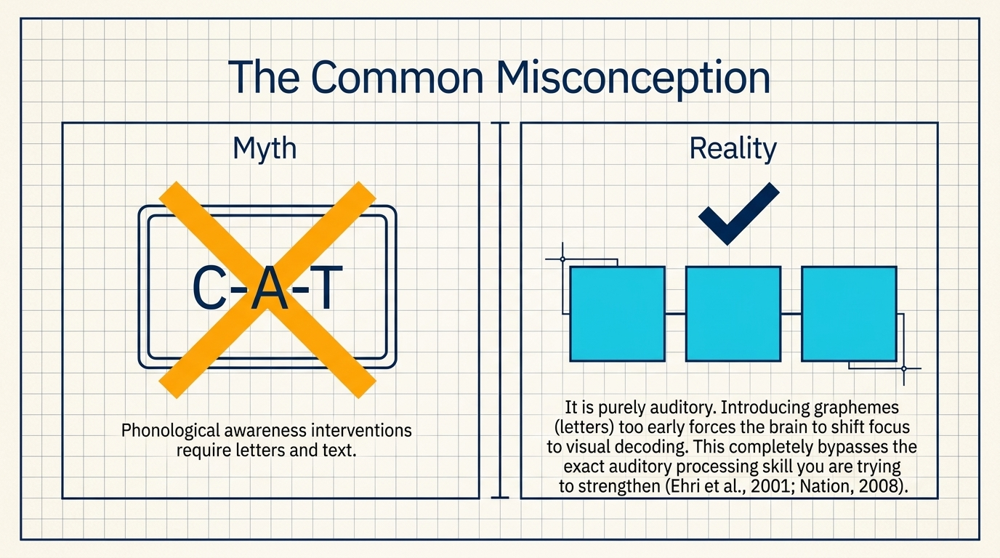 The Common Misconception
Myth
C-A-T
Phonological awareness interventions
require letters and text.
Reality
It is purely auditory. Introducing graphemes
(letters) too early forces the brain to shift focus
to visual decoding. This completely bypasses the
exact auditory processing skill you are trying
to strengthen (Ehri et al., 2001; Nation, 2008).